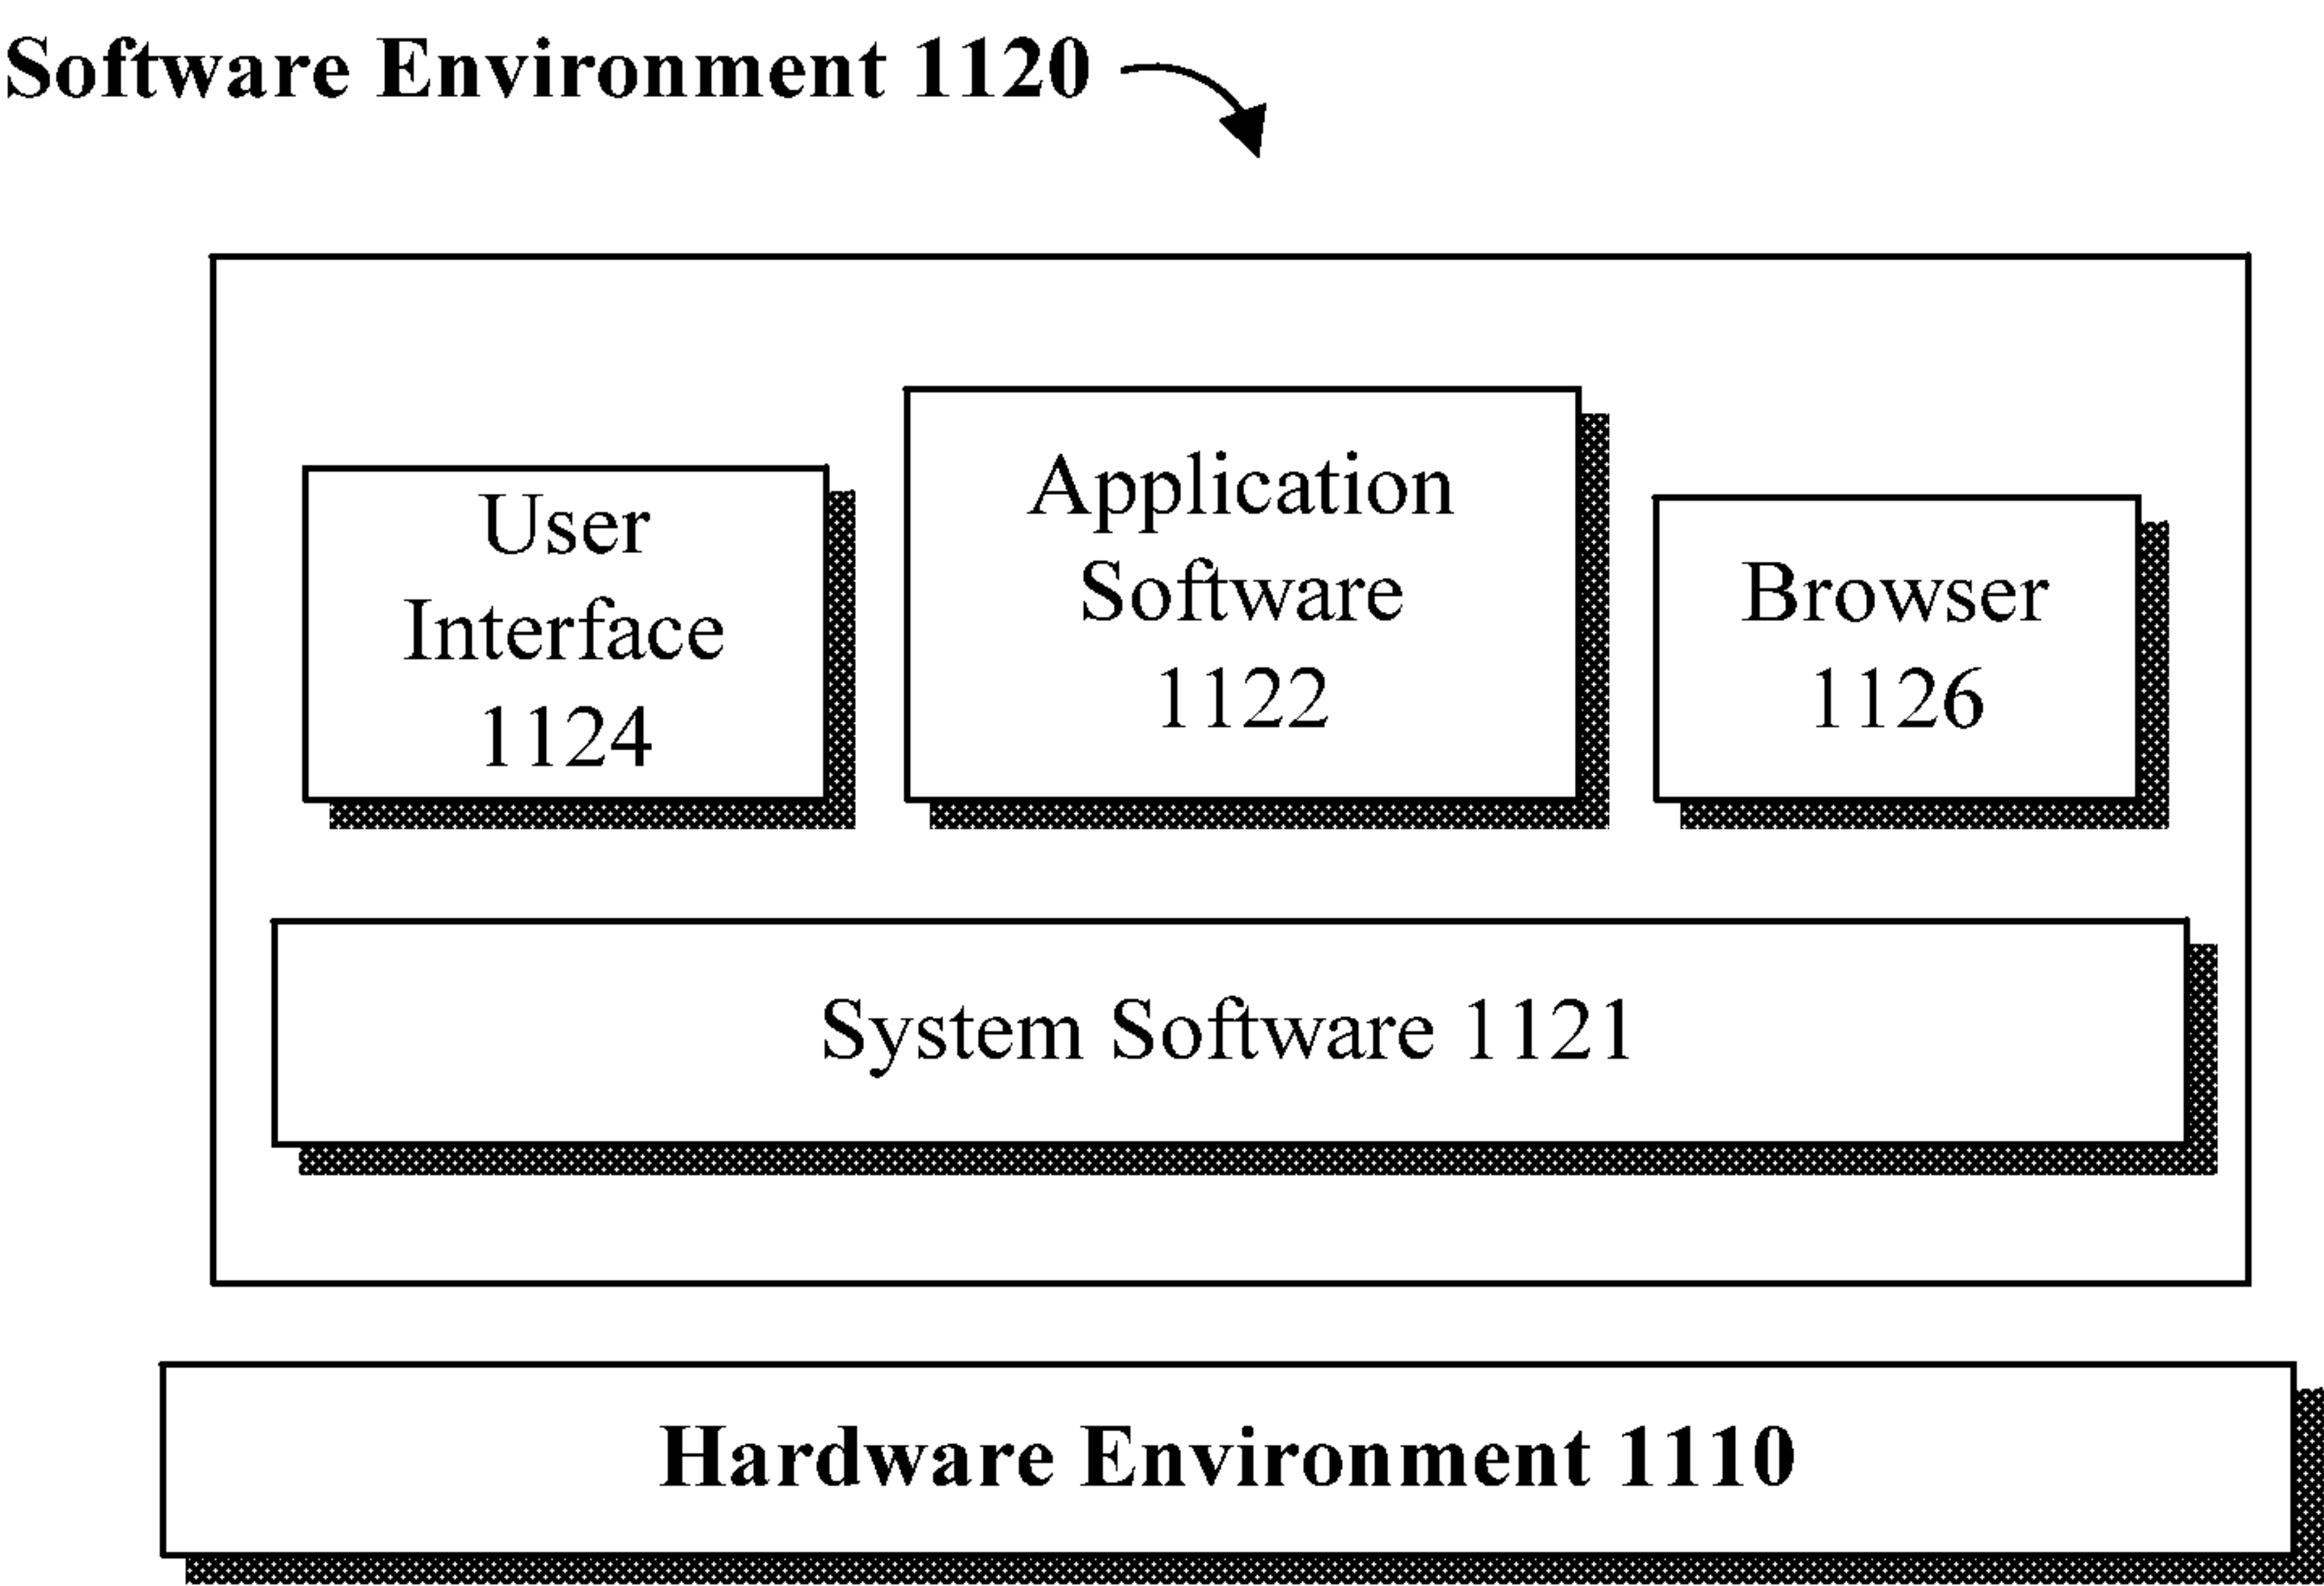 Software Environment 1120
User
Interface
1124
Application
Software
1122
Browser
1126
System Software 1121
Hardware Environment 1110